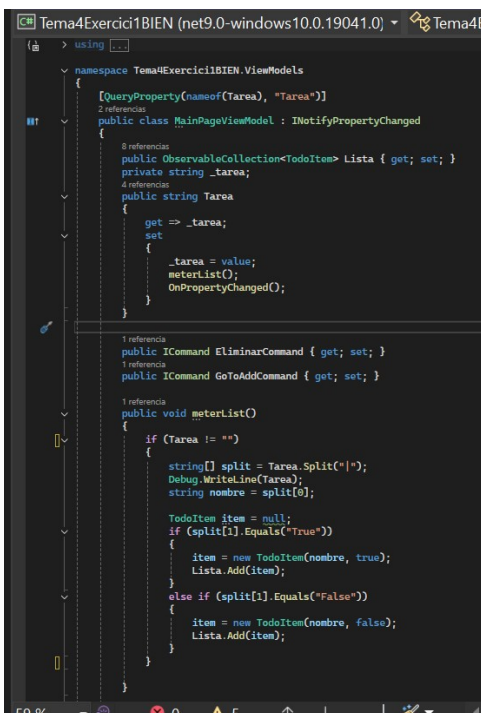 C# Tema4Exercici1BIEN (net9.0-windows10.0.19041.0) Tema4E
using ...
namespace Tema4Exercici1BIEN.ViewModels
{
[QueryProperty(nameof(Tarea), "Tarea")]
2 referencias
public class MainPageViewModel : INotifyPropertyChanged
{
8 referencias
public ObservableCollection<TodoItem> Lista { get; set; }
private string _tarea;
4 referencias
public string Tarea
{
get => _tarea;
set
{
_tarea = value;
meterList();
OnPropertyChanged();
}
}
1 referencia
public ICommand EliminarCommand { get; set; }
1 referencia
public ICommand GoToAddCommand { get; set; }
1 referencia
public void meterList()
{
if (Tarea != "")
{
string[] split = Tarea.Split("|");
Debug.WriteLine(Tarea);
string nombre = split[0];
TodoItem item = null;
if (split[1].Equals("True"))
{
item = new TodoItem(nombre, true);
Lista.Add(item);
}
else if (split[1].Equals("False"))
{
item = new TodoItem(nombre, false);
Lista.Add(item);
}
}
}